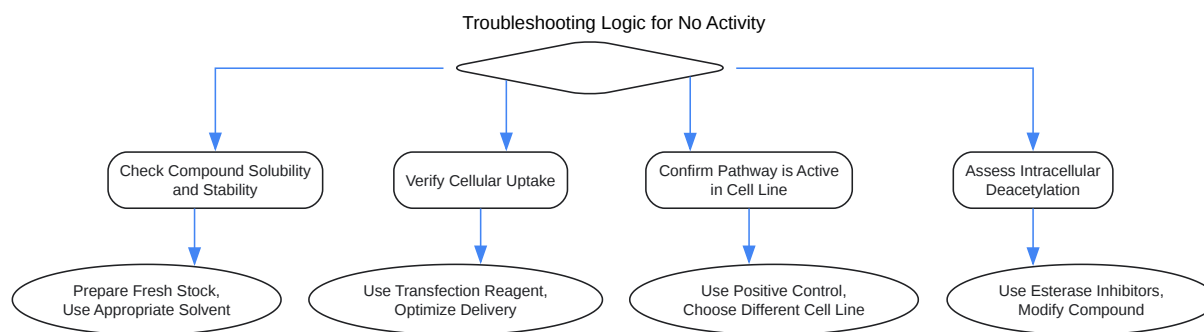 Troubleshooting Logic for No Activity
Check Compound Solubility
and Stability
Verify Cellular Uptake
Confirm Pathway is Active
in Cell Line
Assess Intracellular
Deacetylation
Prepare Fresh Stock,
Use Appropriate Solvent
Use Transfection Reagent,
Optimize Delivery
Use Positive Control,
Choose Different Cell Line
Use Esterase Inhibitors,
Modify Compound